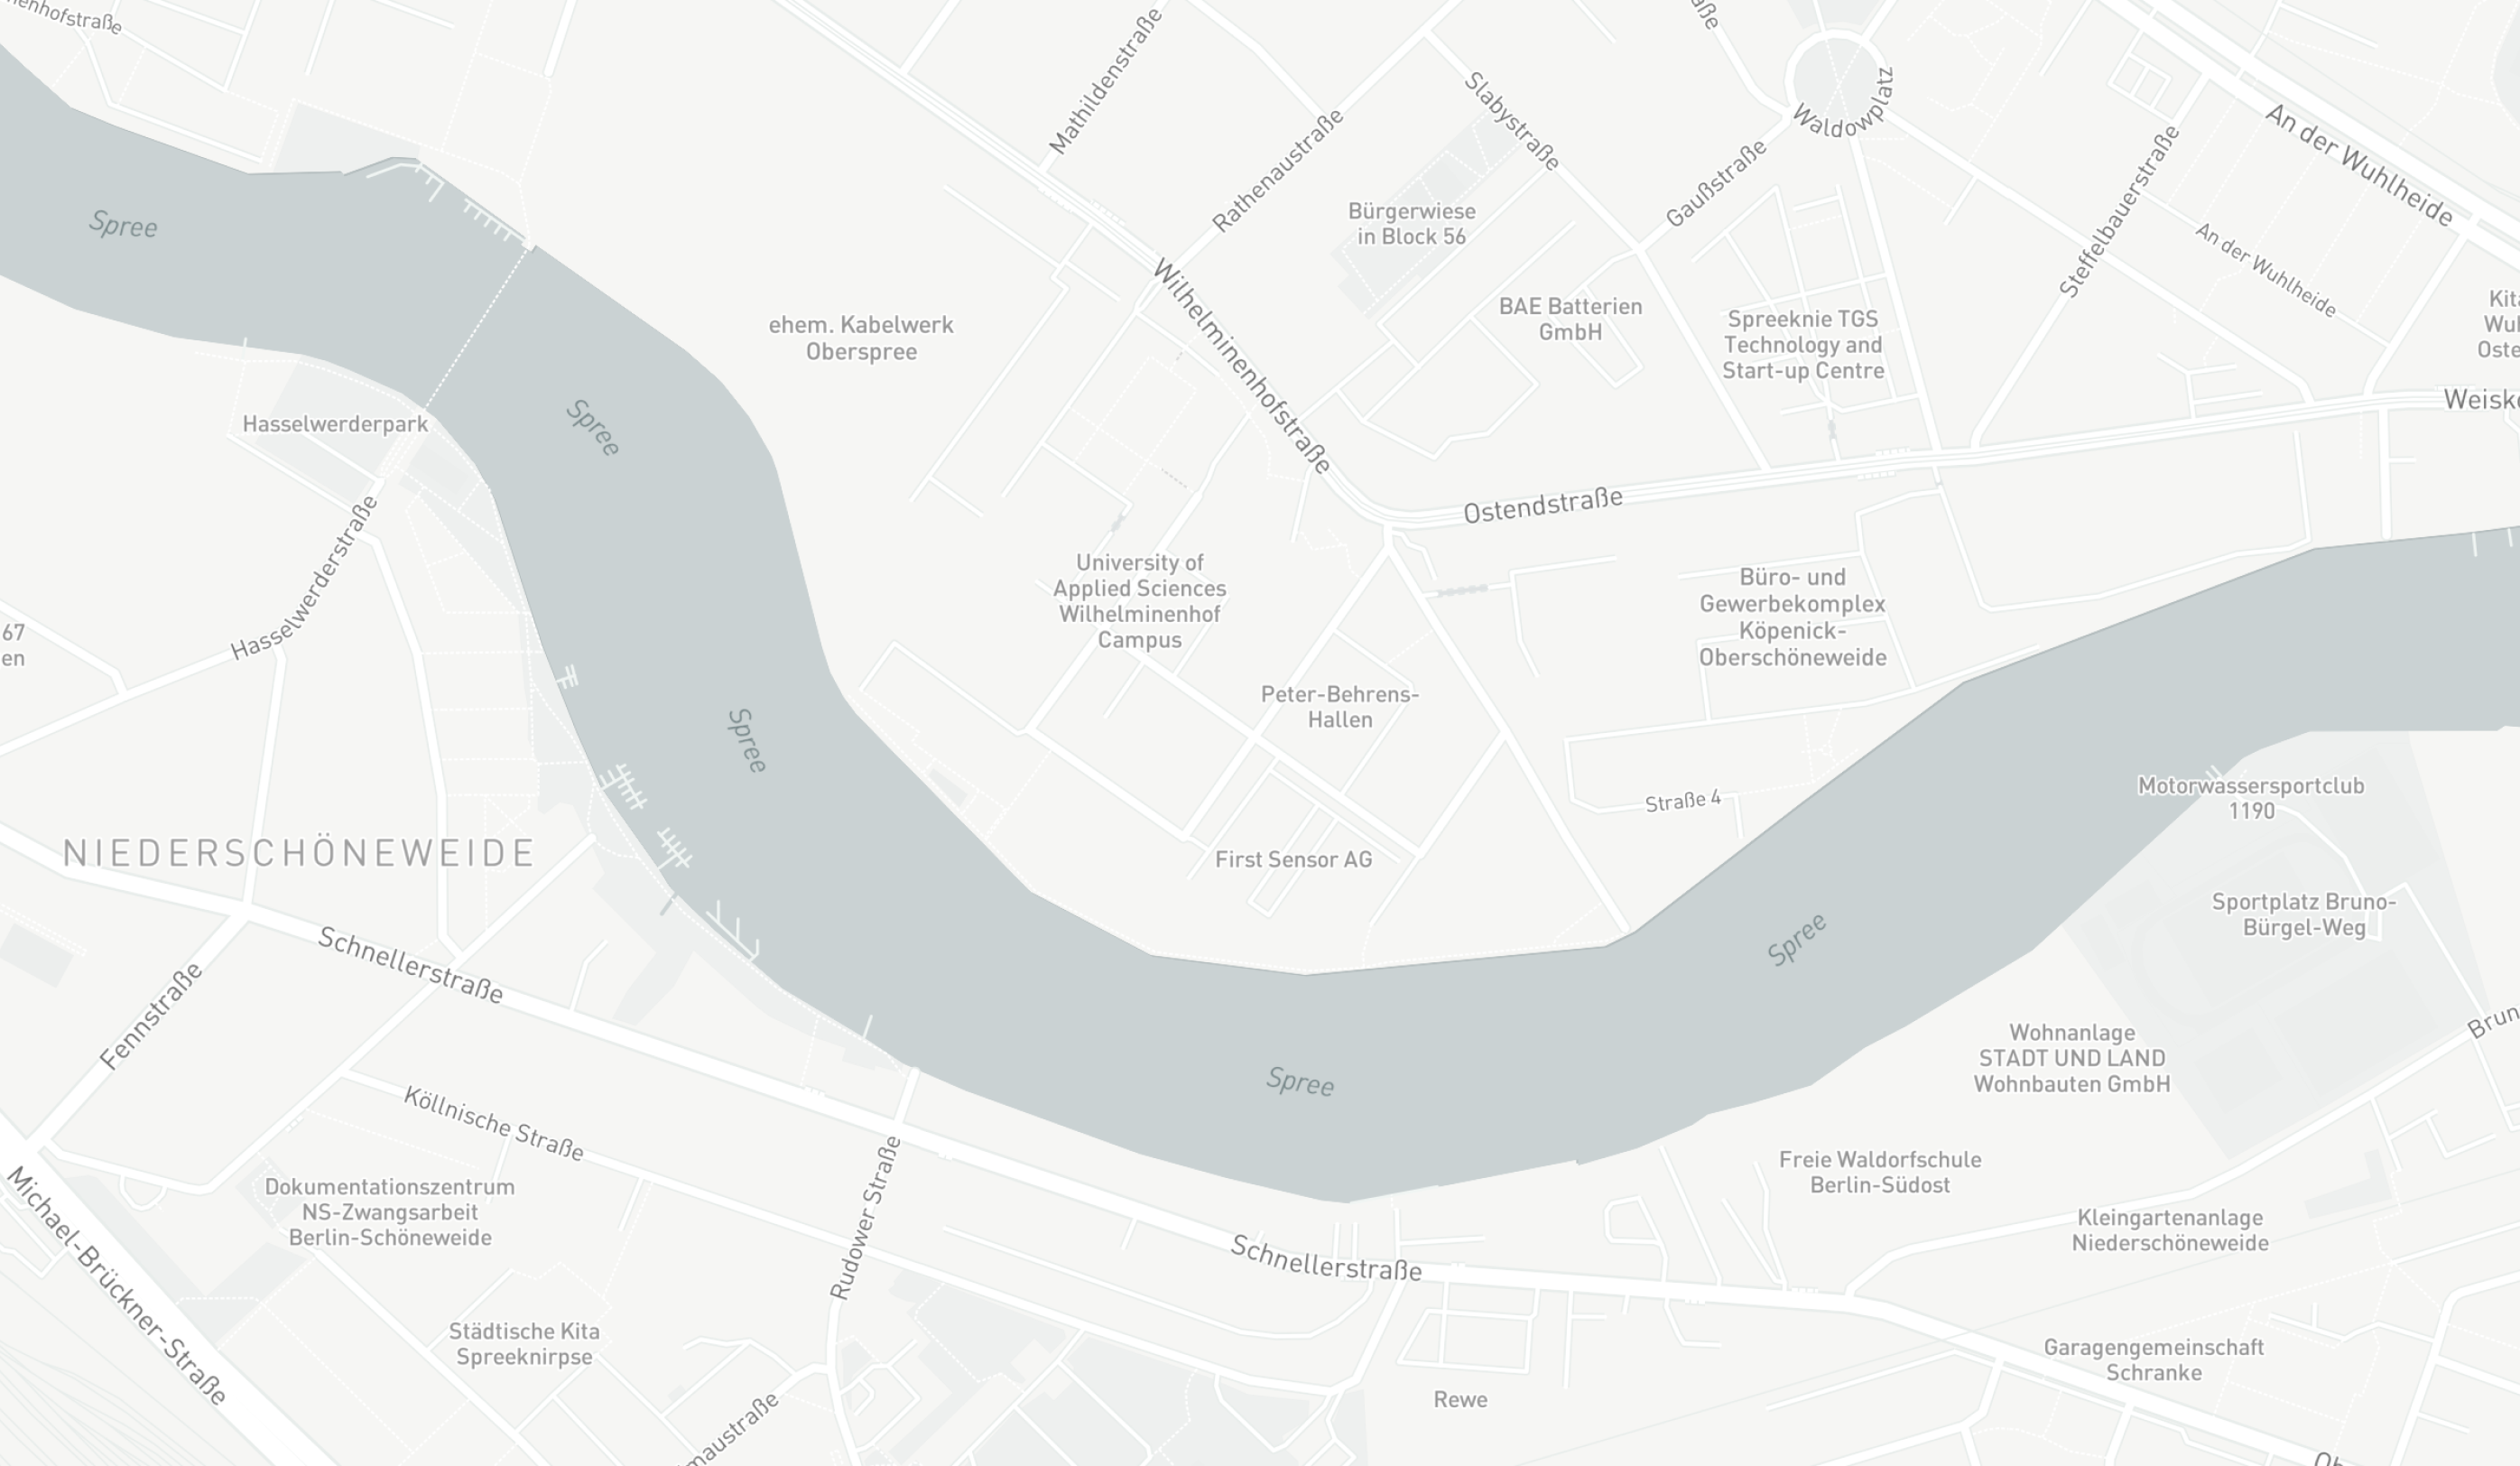 Mathildenstraße
Slabystraße
Waldowplatz
An der Wuhlheide
Rathenaustraße
Gaußstraße
Steffelbauerstraße
Spree
Bürgerwiese
in Block 56
An der Wuhlheide
Wilhelminenhofstraße
ehem. Kabelwerk
Oberspree
BAE Batterien
GmbH
Spreeknie TGS
Technology and
Start-up Centre
Hasselwerderpark
Spree
Ostendstraße
Hasselwerderstraße
University of
Applied Sciences
Wilhelminenhof
Campus
Büro- und
Gewerbekomplex
Köpenick-
Oberschöneweide
67
en
Peter-Behrens-
Hallen
Spree
Straße 4
Motorwassersportclub
1190
NIEDERSCHÖNEWEIDE
First Sensor AG
Sportplatz Bruno-
Bürgel-Weg
Spree
Schnellerstraße
Fennstraße
Wohnanlage
STADT UND LAND
Wohnbauten GmbH
Spree
Köllnische Straße
Freie Waldorfschule
Berlin-Südost
Michael-Brückner-Straße
Dokumentationszentrum
NS-Zwangsarbeit
Berlin-Schöneweide
Rudower Straße
Kleingartenanlage
Niederschöneweide
Schnellerstraße
Städtische Kita
Spreeknirpse
Garagengemeinschaft
Schranke
Rewe